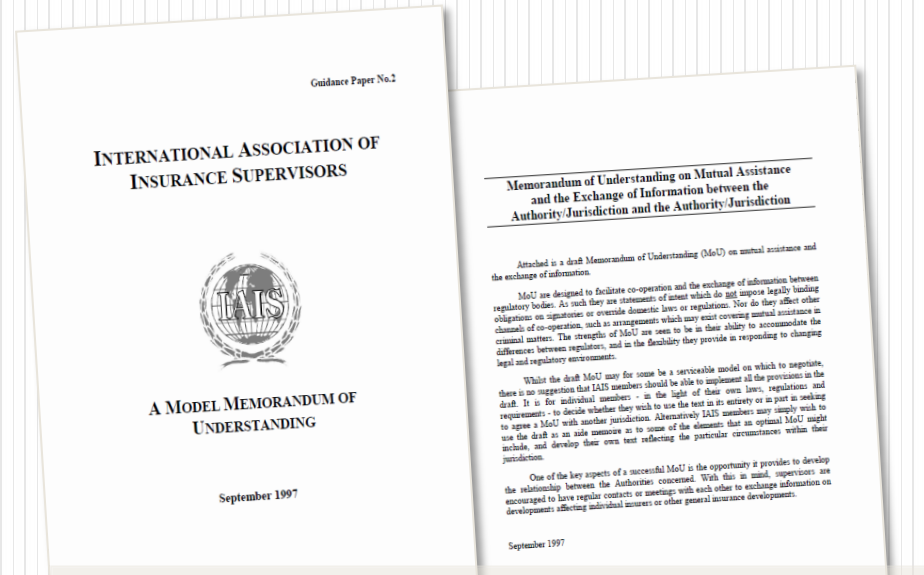 Guidance Paper No.2
INTERNATIONAL ASSOCIATION OF
INSURANCE SUPERVISORS
IAIS
A MODEL MEMORANDUM OF
UNDERSTANDING
September 1997
Memorandum of Understanding on Mutual Assistance
and the Exchange of Information between the
Authority/Jurisdiction and the Authority/Jurisdiction
Attached is a draft Memorandum of Understanding (MoU) on mutual assistance and
the exchange of information.
MoU are designed to facilitate co-operation and the exchange of information between
regulatory bodies. As such they are statements of intent which do not impose legally binding
obligations on signatories or override domestic laws or regulations. Nor do they affect other
channels of co-operation, such as arrangements which may exist covering mutual assistance in
criminal matters. The strengths of MoU are seen to be in their ability to accommodate the
differences between regulators, and in the flexibility they provide in responding to changing
legal and regulatory environments.
Whilst the draft MoU may for some be a serviceable model on which to negotiate,
there is no suggestion that IAIS members should be able to implement all the provisions in the
draft. It is for individual members - in the light of their own laws, regulations and
requirements - to decide whether they wish to use the text in its entirety or in part in seeking
to agree a MoU with another jurisdiction. Alternatively IAIS members may simply wish to
use the draft as an aide memoire as to some of the elements that an optimal MoU might
include, and develop their own text reflecting the particular circumstances within their
jurisdiction.
One of the key aspects of a successful MoU is the opportunity it provides to develop
the relationship between the Authorities concerned. With this in mind, supervisors are
encouraged to have regular contacts or meetings with each other to exchange information on
developments affecting individual insurers or other general insurance developments.
September 1997